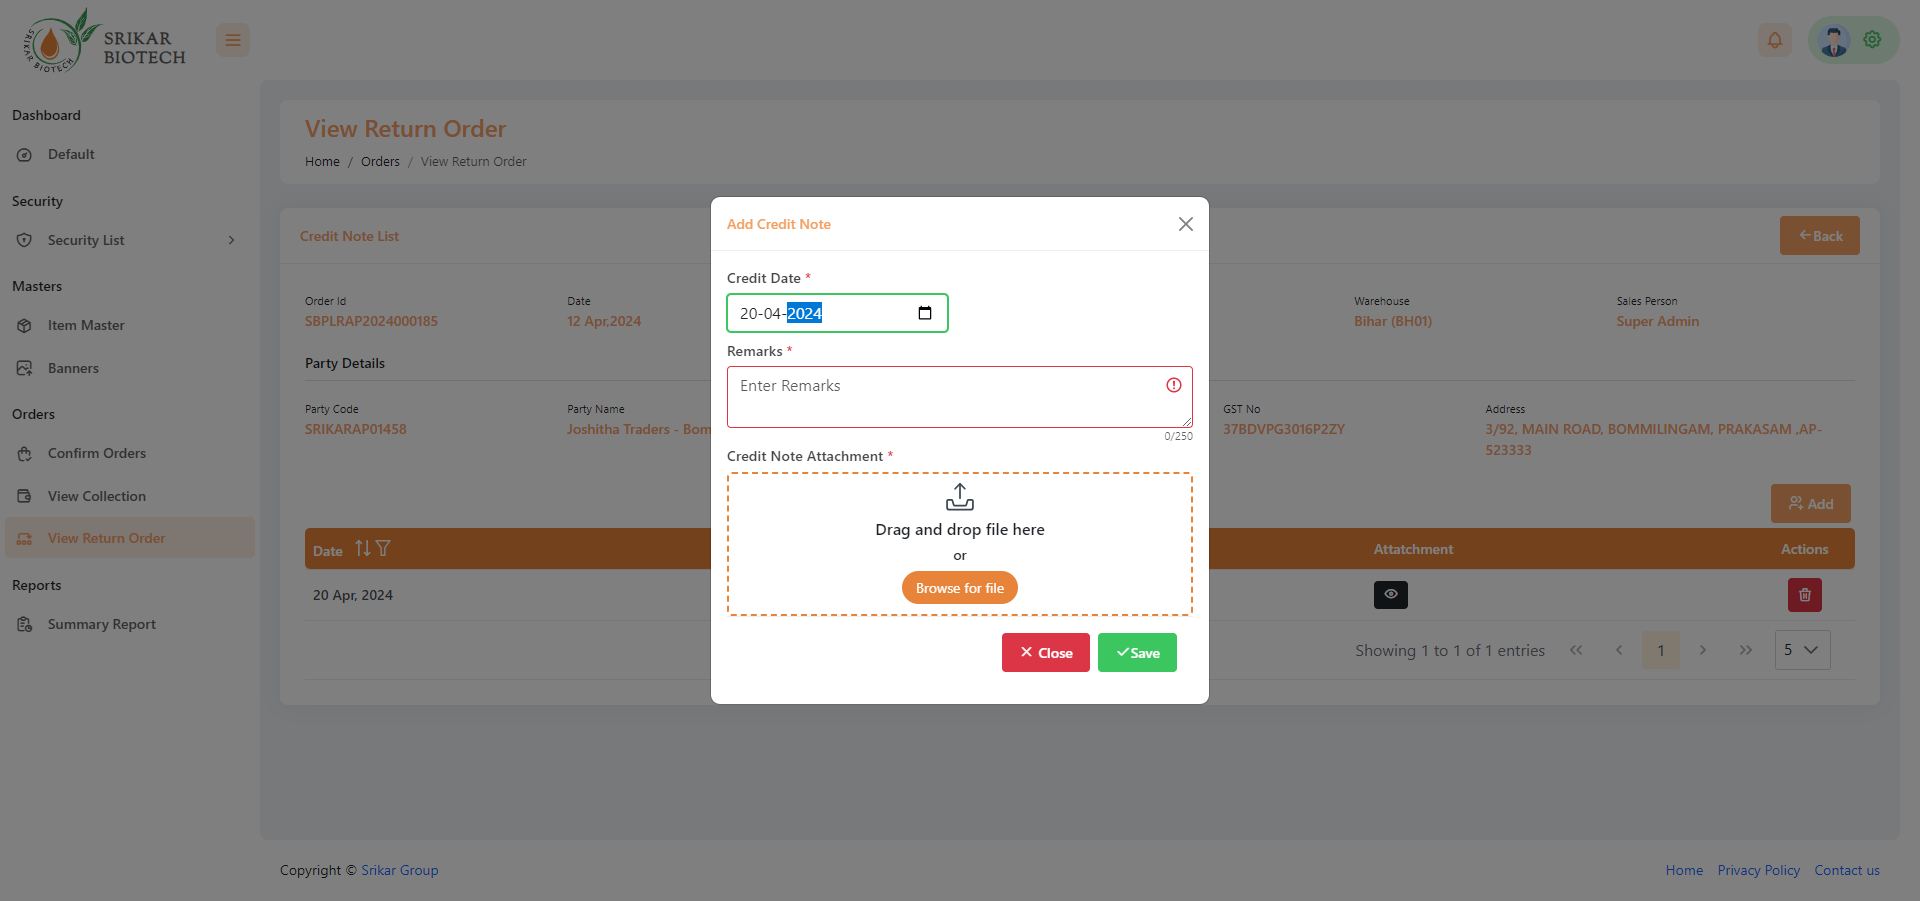 SRIKAR BIOTECH
SRIKAR
BIOTECH
Dashboard
Default
Security
Security List
Masters
Item Master
Banners
Orders
Confirm Orders
View Collection
View Return Order
Reports
Summary Report
View Return Order
Home / Orders / View Return Order
Credit Note List
Back
Order Id
SBPLRAP2024000185
Date
12 Apr,2024
Warehouse
Bihar (BH01)
Sales Person
Super Admin
Party Details
Party Code
SRIKARAP01458
Party Name
Joshitha Traders - Bom
GST No
37BDVPG3016P2ZY
Address
3/92, MAIN ROAD, BOMMILINGAM, PRAKASAM ,AP-
523333
Add
Date Attatchment Actions
20 Apr, 2024
Showing 1 to 1 of 1 entries « ‹ 1 › » 5
Add Credit Note
Credit Date *
20-04-2024
Remarks *
Enter Remarks
0/250
Credit Note Attachment *
Drag and drop file here
or
Browse for file
Close Save
Copyright © Srikar Group
Home Privacy Policy Contact us